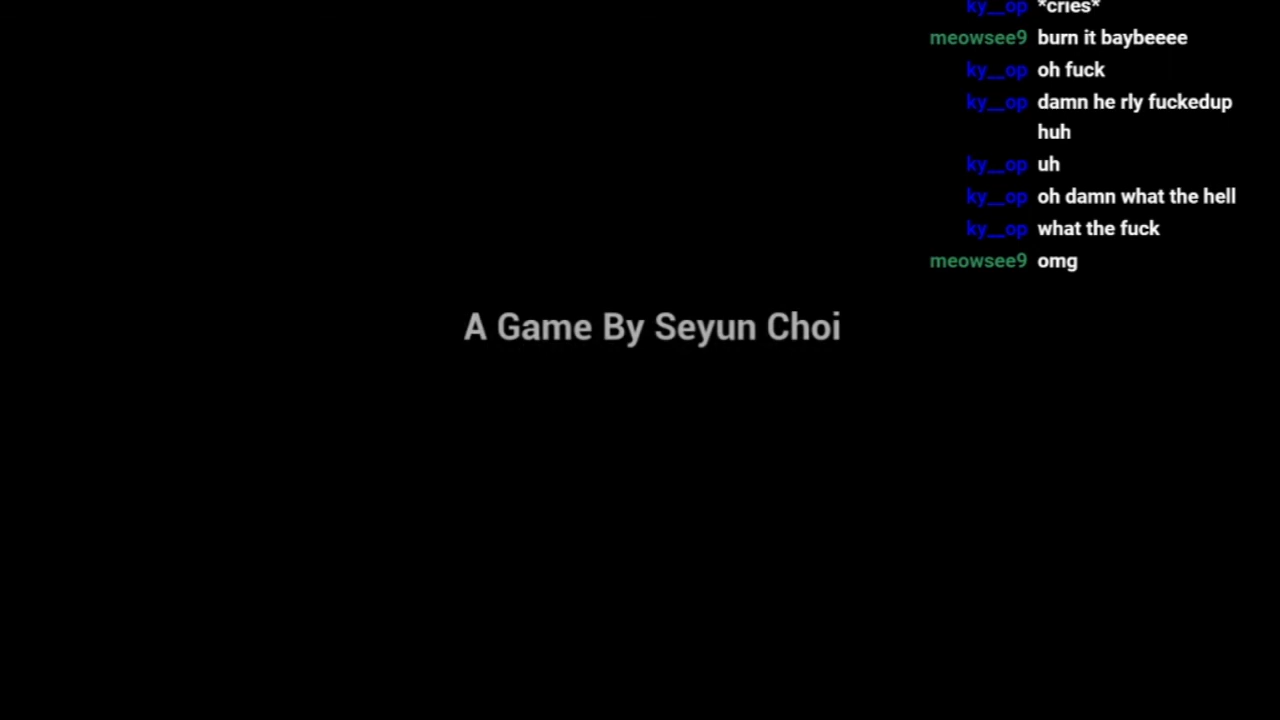 ky__op *cries*
meowsee9 burn it baybeeee
ky__op oh fuck
ky__op damn he rly fuckedup
huh
ky__op uh
ky__op oh damn what the hell
ky__op what the fuck
meowsee9 omg
A Game By Seyun Choi